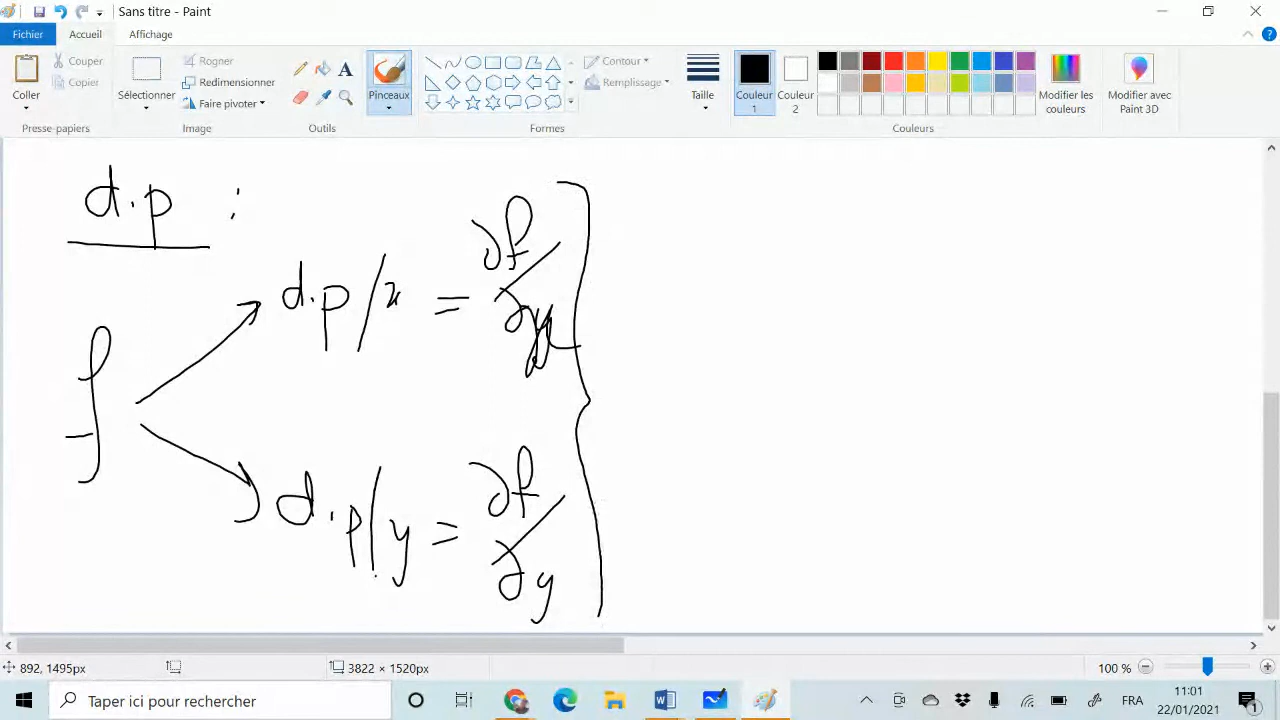 Sans titre - Paint
Fichier Accueil Affichage
Coller
Couper
Copier
Presse-papiers
Sélectionner
Rogner
Redimensionner
Faire pivoter
Image
Outils
Pinceaux
Contour
Remplissage
Formes
Taille
Couleur 1
Couleur 2
Couleurs
Modifier les couleurs
Modifier avec Paint 3D
d.p :
f
d.p/x = ∂f/∂x
d.p/y = ∂f/∂y
892, 1495px
3822 × 1520px
100 %
Taper ici pour rechercher
FRA
11:01
22/01/2021